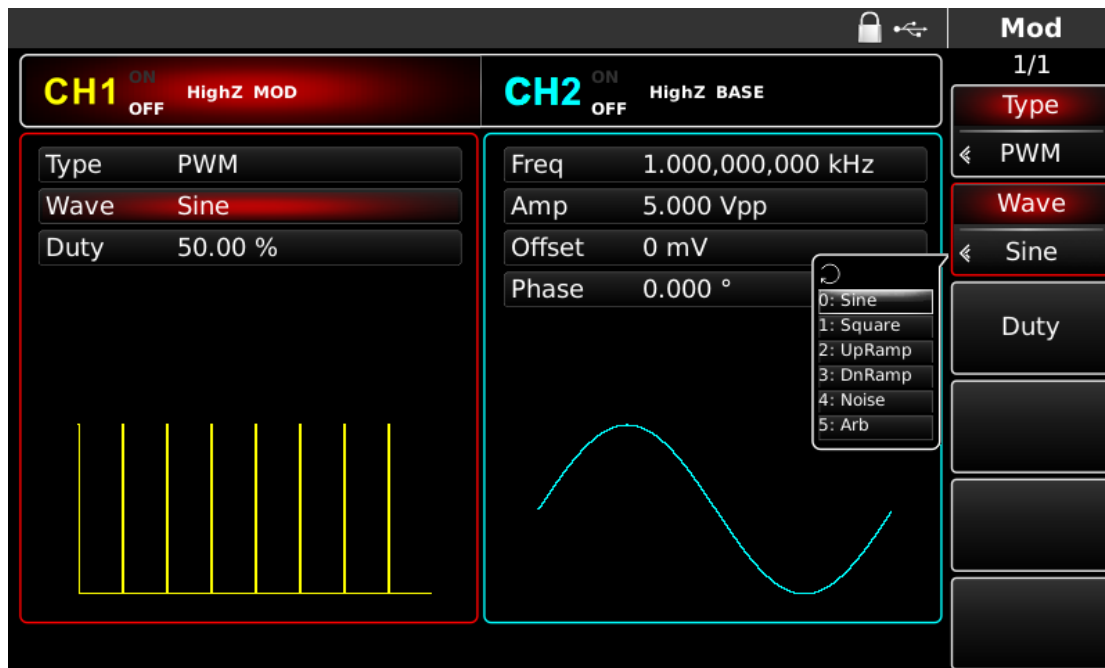 Mod
1/1
CH1 ON OFF HighZ MOD
CH2 ON OFF HighZ BASE
Type PWM
Wave Sine
Duty 50.00 %
Freq 1.000,000,000 kHz
Amp 5.000 Vpp
Offset 0 mV
Phase 0.000 °
0: Sine
1: Square
2: UpRamp
3: DnRamp
4: Noise
5: Arb
Type
PWM
Wave
Sine
Duty